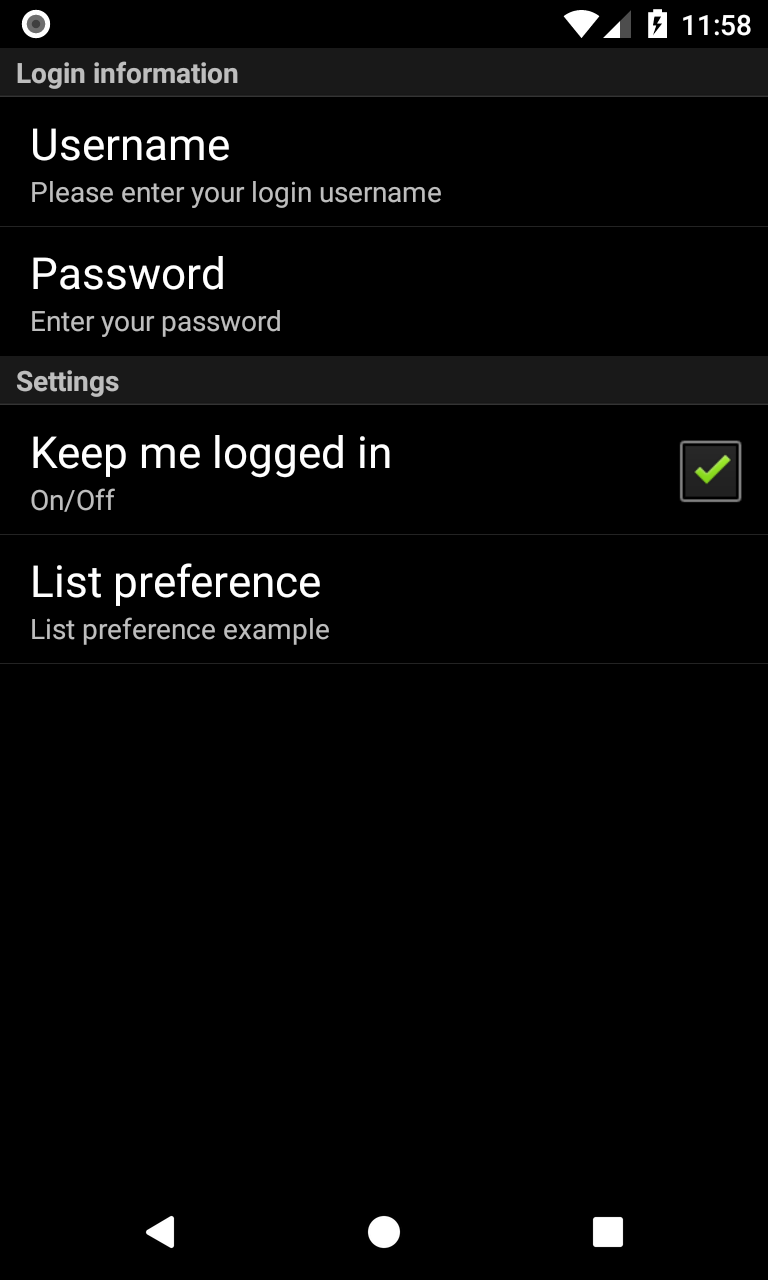 11:58
Login information
Username
Please enter your login username
Password
Enter your password
Settings
Keep me logged in
On/Off
List preference
List preference example